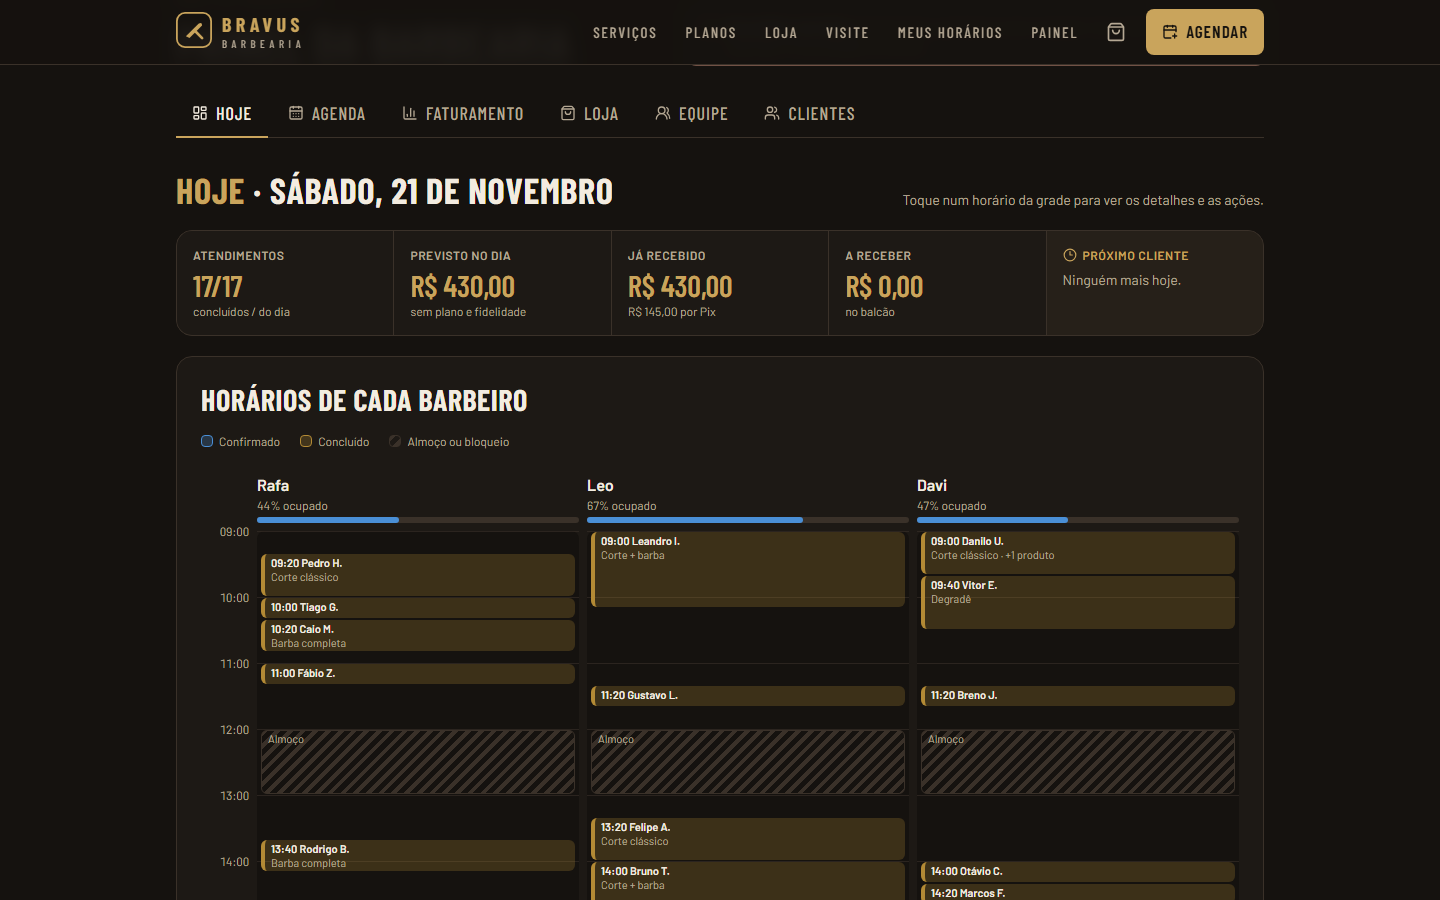 BRAVUS
BARBEARIA
SERVIÇOS
PLANOS
LOJA
VISITE
MEUS HORÁRIOS
PAINEL
AGENDAR
HOJE
AGENDA
FATURAMENTO
LOJA
EQUIPE
CLIENTES
HOJE · SÁBADO, 21 DE NOVEMBRO
Toque num horário da grade para ver os detalhes e as ações.
ATENDIMENTOS
17/17
concluídos / do dia
PREVISTO NO DIA
R$ 430,00
sem plano e fidelidade
JÁ RECEBIDO
R$ 430,00
R$ 145,00 por Pix
A RECEBER
R$ 0,00
no balcão
PRÓXIMO CLIENTE
Ninguém mais hoje.
HORÁRIOS DE CADA BARBEIRO
Confirmado
Concluído
Almoço ou bloqueio
Rafa
44% ocupado
Leo
67% ocupado
Davi
47% ocupado
09:00
10:00
11:00
12:00
13:00
14:00
09:20 Pedro H.
Corte clássico
10:00 Tiago G.
10:20 Caio M.
Barba completa
11:00 Fábio Z.
Almoço
13:40 Rodrigo B.
Barba completa
09:00 Leandro I.
Corte + barba
11:20 Gustavo L.
Almoço
13:20 Felipe A.
Corte clássico
14:00 Bruno T.
Corte + barba
09:00 Danilo U.
Corte clássico · +1 produto
09:40 Vitor E.
Degradê
11:20 Breno J.
Almoço
14:00 Otávio C.
14:20 Marcos F.